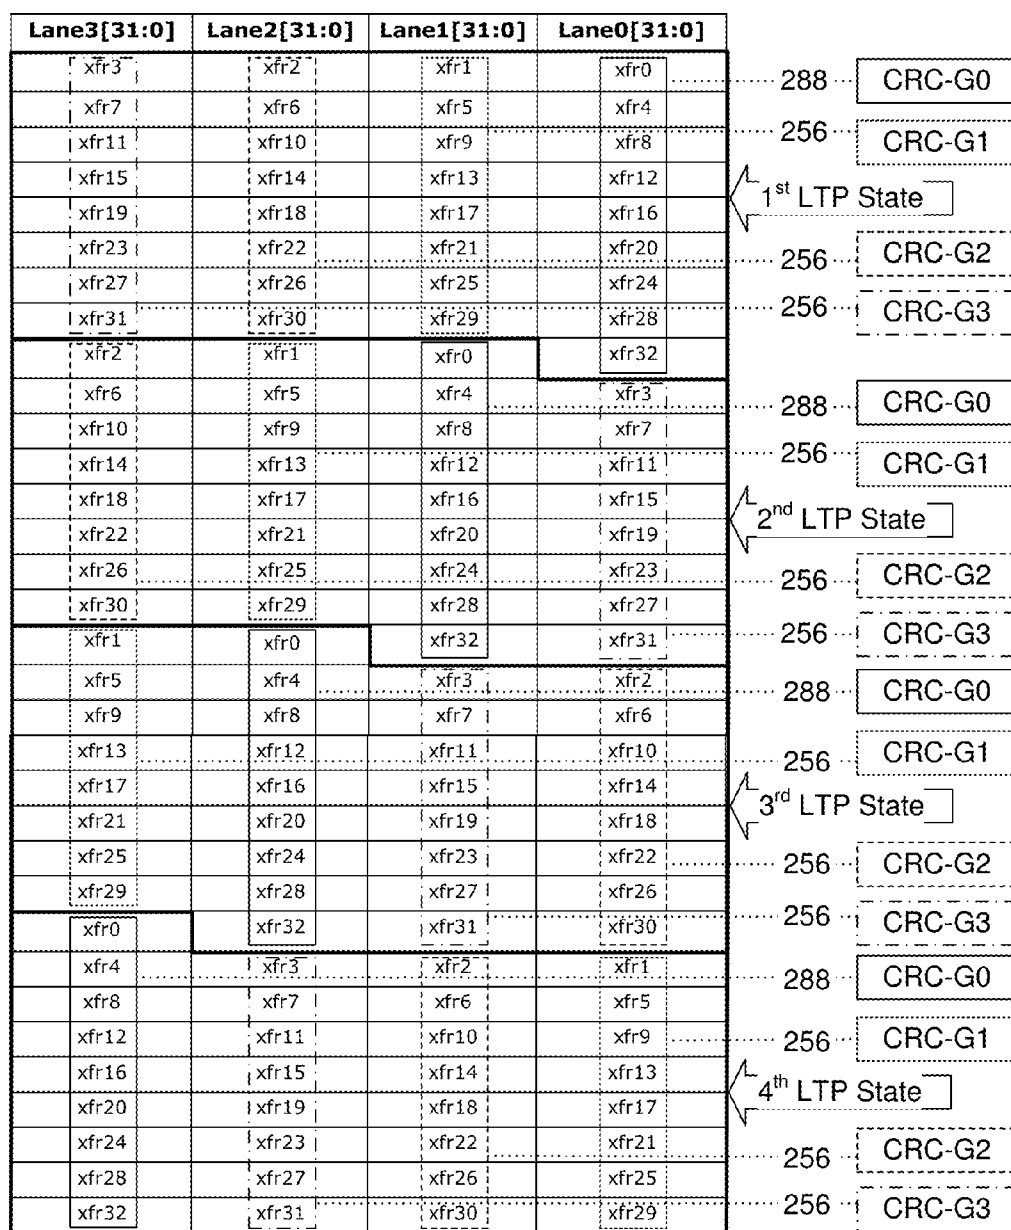 Lane3[31:0] Lane2[31:0] Lane1[31:0] Lane0[31:0]
xfr3 xfr2 xfr1 xfr0 288 CRC-G0
xfr7 xfr6 xfr5 xfr4
xfr11 xfr10 xfr9 xfr8 256 CRC-G1
xfr15 xfr14 xfr13 xfr12
1st LTP State
xfr19 xfr18 xfr17 xfr16
xfr23 xfr22 xfr21 xfr20 256 CRC-G2
xfr27 xfr26 xfr25 xfr24
xfr31 xfr30 xfr29 xfr28 256 CRC-G3
xfr2 xfr1 xfr0 xfr32
xfr6 xfr5 xfr4 xfr3 288 CRC-G0
xfr10 xfr9 xfr8 xfr7
xfr14 xfr13 xfr12 xfr11 256 CRC-G1
xfr18 xfr17 xfr16 xfr15
2nd LTP State
xfr22 xfr21 xfr20 xfr19
xfr26 xfr25 xfr24 xfr23 256 CRC-G2
xfr30 xfr29 xfr28 xfr27
xfr1 xfr0 xfr32 xfr31 256 CRC-G3
xfr5 xfr4 xfr3 xfr2 288 CRC-G0
xfr9 xfr8 xfr7 xfr6
xfr13 xfr12 xfr11 xfr10 256 CRC-G1
xfr17 xfr16 xfr15 xfr14
3rd LTP State
xfr21 xfr20 xfr19 xfr18
xfr25 xfr24 xfr23 xfr22 256 CRC-G2
xfr29 xfr28 xfr27 xfr26
xfr0 xfr32 xfr31 xfr30 256 CRC-G3
xfr4 xfr3 xfr2 xfr1 288 CRC-G0
xfr8 xfr7 xfr6 xfr5
xfr12 xfr11 xfr10 xfr9 256 CRC-G1
xfr16 xfr15 xfr14 xfr13
4th LTP State
xfr20 xfr19 xfr18 xfr17
xfr24 xfr23 xfr22 xfr21 256 CRC-G2
xfr28 xfr27 xfr26 xfr25
xfr32 xfr31 xfr30 xfr29 256 CRC-G3